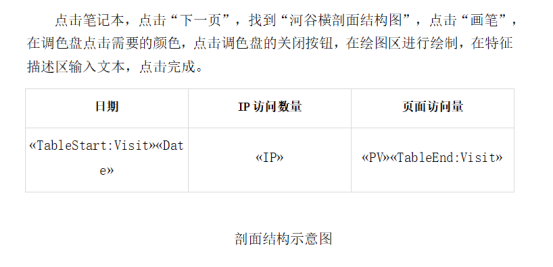 点击笔记本，点击“下一页”，找到“河谷横剖面结构图”，点击“画笔”，
在调色盘点击需要的颜色，点击调色盘的关闭按钮，在绘图区进行绘制，在特征
描述区输入文本，点击完成。
日期 IP 访问数量 页面访问量
«TableStart:Visit»«Dat
e» «IP» «PV»«TableEnd:Visit»
剖面结构示意图